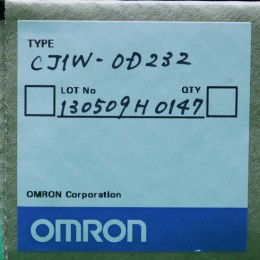 TYPE
CJ1W-OD232
LOT No QTY
130509H0147
OMRON Corporation
OMRON